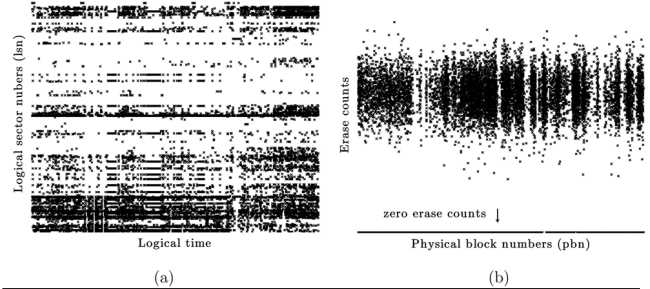 Logical sector nubers (lsn)
Logical time
(a)
Erase counts
zero erase counts
Physical block numbers (pbn)
(b)